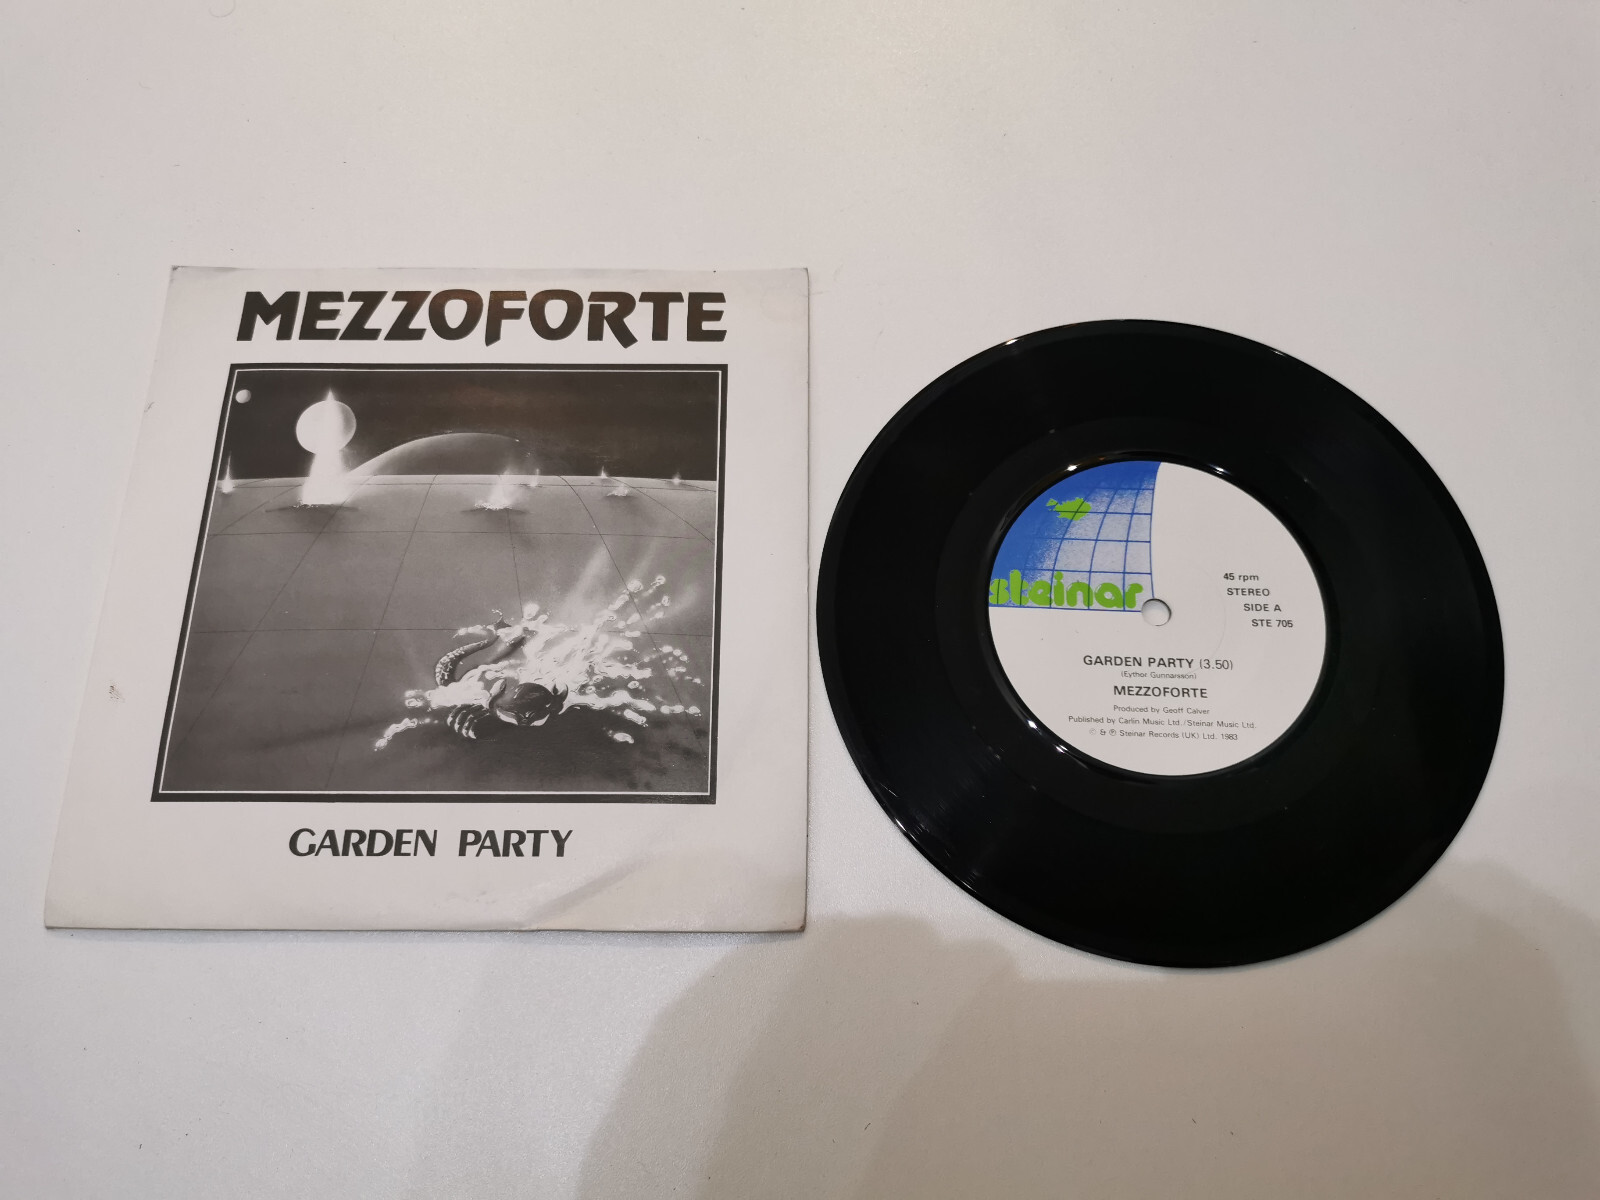 MEZZOFORTE
GARDEN PARTY
steinar
45 rpm
STEREO
SIDE A
STE 705
GARDEN PARTY (3.50)
(Eythor Gunnarsson)
MEZZOFORTE
Produced by Geoff Calver
Published by Carlin Music Ltd./Steinar Music Ltd.
© & ℗ Steinar Records (UK) Ltd. 1983